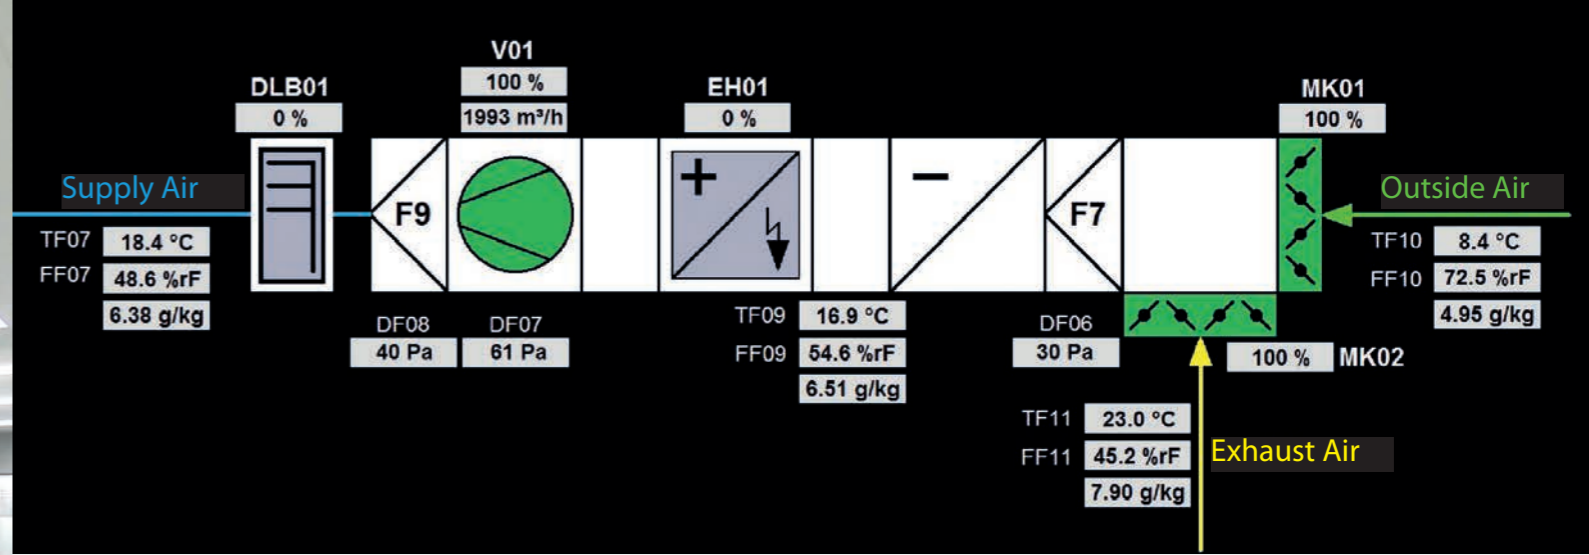 V01
100 %
1993 m³/h
DLB01
0 %
EH01
0 %
MK01
100 %
Supply Air
F9
+
−
F7
Outside Air
TF07 18.4 °C
FF07 48.6 %rF
6.38 g/kg
TF10 8.4 °C
FF10 72.5 %rF
4.95 g/kg
DF08
40 Pa
DF07
61 Pa
TF09 16.9 °C
FF09 54.6 %rF
6.51 g/kg
DF06
30 Pa
100 % MK02
TF11 23.0 °C
FF11 45.2 %rF
7.90 g/kg
Exhaust Air